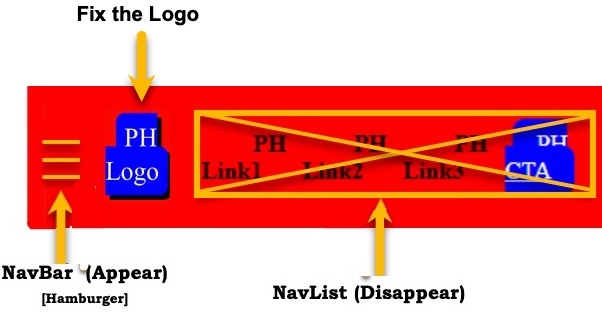 Fix the Logo
PH
Logo
PH
Link1
PH
Link2
PH
Link3
PH
CTA
NavBar (Appear)
[Hamburger]
NavList (Disappear)